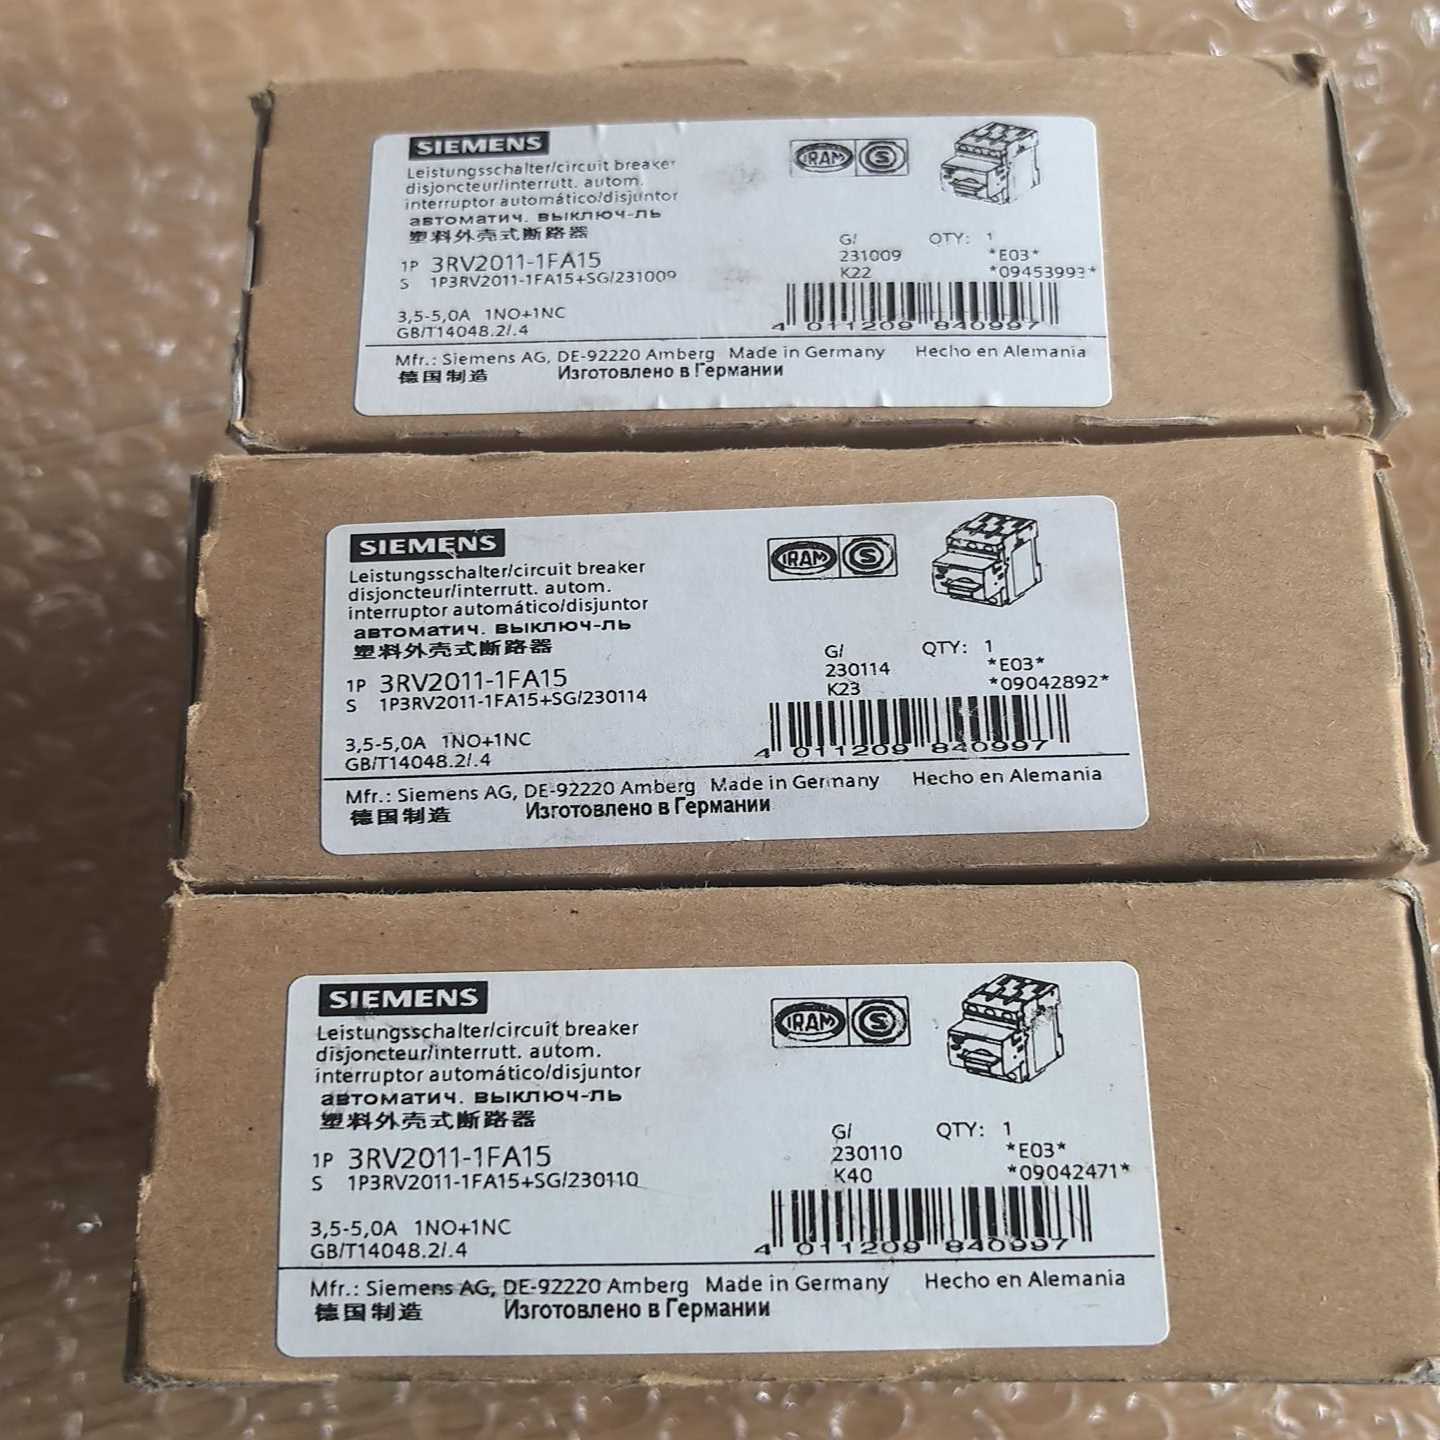 SIEMENS
Leistungsschalter/circuit breaker
disjoncteur/interrutt. autom.
interruptor automático/disjuntor
автоматич. выключ-ль
塑料外壳式断路器
1P 3RV2011-1FA15
S 1P3RV2011-1FA15+SG/231009
3,5-5,0A 1NO+1NC
GB/T14048.2/.4
IRAM S
G/ QTY: 1
231009 *E03*
K22 *09453993*
4 011209 840997
Mfr.: Siemens AG, DE-92220 Amberg Made in Germany Hecho en Alemania
德国制造 Изготовлено в Германии
SIEMENS
Leistungsschalter/circuit breaker
disjoncteur/interrutt. autom.
interruptor automático/disjuntor
автоматич. выключ-ль
塑料外壳式断路器
1P 3RV2011-1FA15
S 1P3RV2011-1FA15+SG/230114
3,5-5,0A 1NO+1NC
GB/T14048.2/.4
IRAM S
G/ QTY: 1
230114 *E03*
K23 *09042892*
4 011209 840997
Mfr.: Siemens AG, DE-92220 Amberg Made in Germany Hecho en Alemania
德国制造 Изготовлено в Германии
SIEMENS
Leistungsschalter/circuit breaker
disjoncteur/interrutt. autom.
interruptor automático/disjuntor
автоматич. выключ-ль
塑料外壳式断路器
1P 3RV2011-1FA15
S 1P3RV2011-1FA15+SG/230110
3,5-5,0A 1NO+1NC
GB/T14048.2/.4
IRAM S
G/ QTY: 1
230110 *E03*
K40 *09042471*
4 011209 840997
Mfr.: Siemens AG, DE-92220 Amberg Made in Germany Hecho en Alemania
德国制造 Изготовлено в Германии